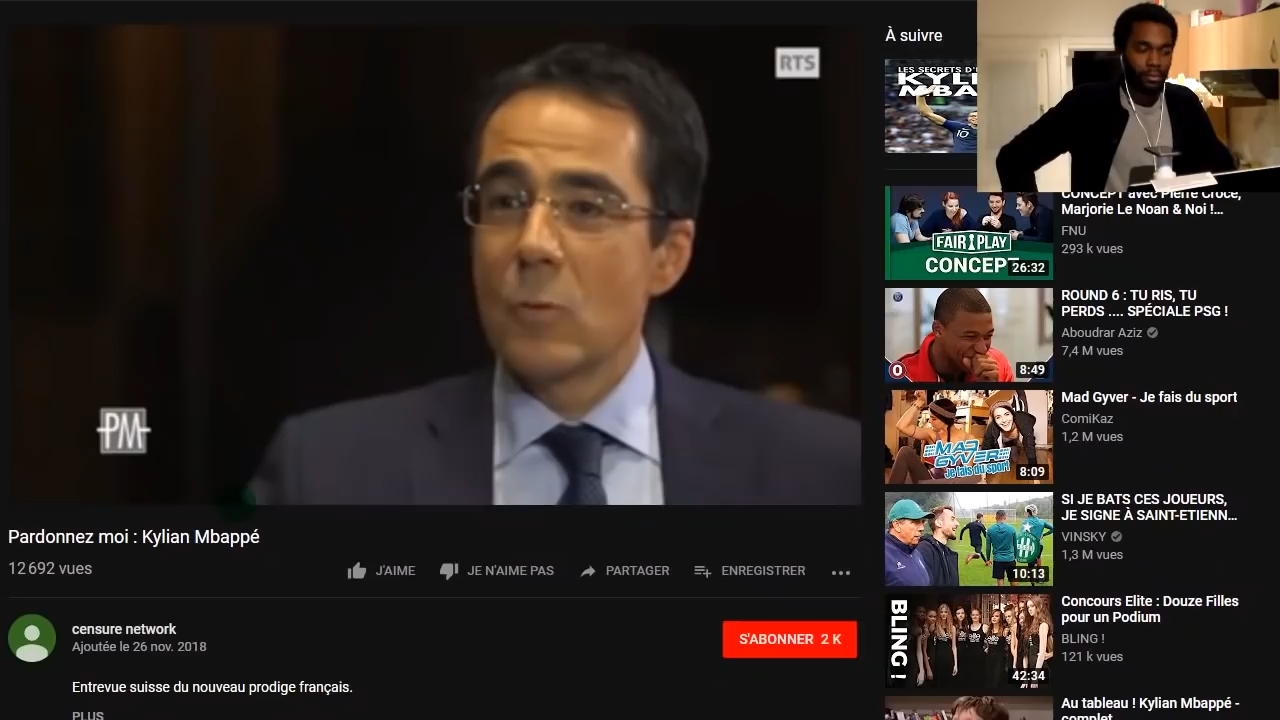 RTS
PM
Pardonnez moi : Kylian Mbappé
12 692 vues
J'AIME
JE N'AIME PAS
PARTAGER
ENREGISTRER
censure network
Ajoutée le 26 nov. 2018
S'ABONNER 2 K
Entrevue suisse du nouveau prodige français.
PLUS
À suivre
LES SECRETS D'
KYLI
MBA
10
CONCEPT avec Pierre Croce,
Marjorie Le Noan & Noi !...
FNU
293 k vues
FAIR PLAY
CONCEPT
26:32
ROUND 6 : TU RIS, TU
PERDS .... SPÉCIALE PSG !
Aboudrar Aziz
7,4 M vues
8:49
Mad Gyver - Je fais du sport
ComiKaz
1,2 M vues
MAD
GYVER
Je fais du sport
8:09
SI JE BATS CES JOUEURS,
JE SIGNE À SAINT-ETIENN...
VINSKY
1,3 M vues
10:13
Concours Elite : Douze Filles
pour un Podium
BLING !
121 k vues
BLING !
42:34
Au tableau ! Kylian Mbappé -
complet